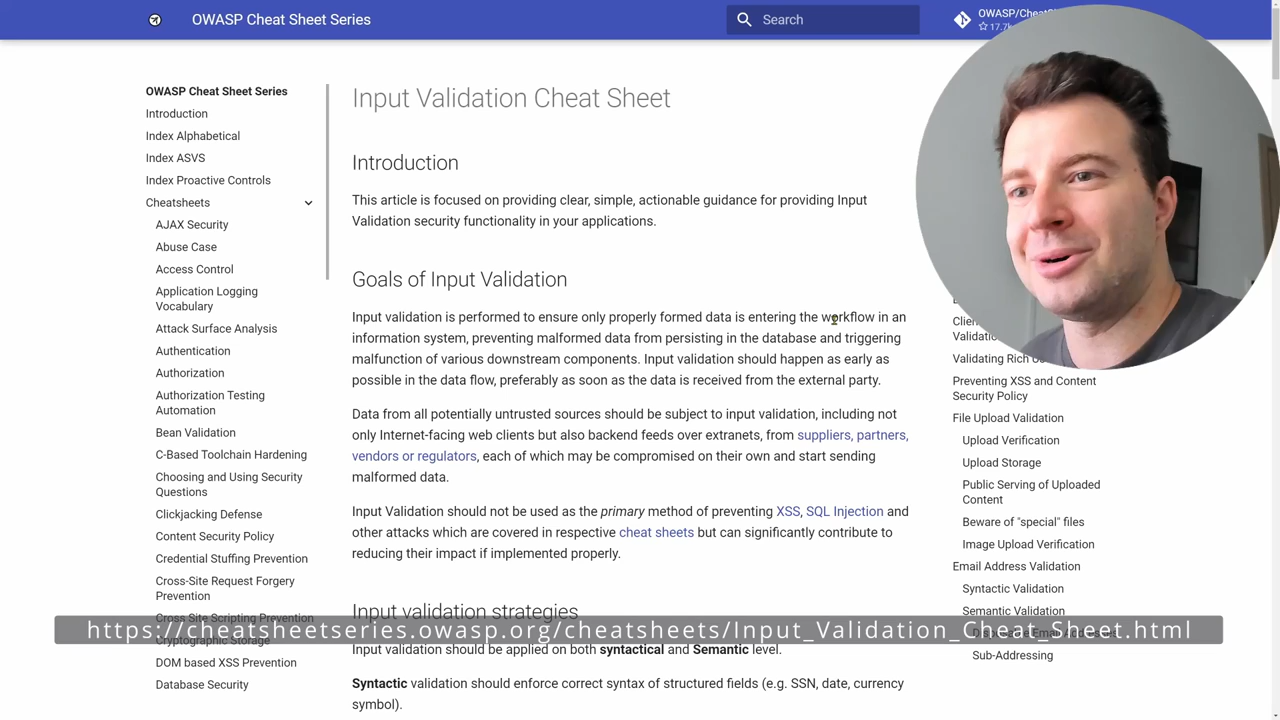 OWASP Cheat Sheet Series
Search
OWASP/CheatS
17.7k
OWASP Cheat Sheet Series
Introduction
Index Alphabetical
Index ASVS
Index Proactive Controls
Cheatsheets
AJAX Security
Abuse Case
Access Control
Application Logging
Vocabulary
Attack Surface Analysis
Authentication
Authorization
Authorization Testing
Automation
Bean Validation
C-Based Toolchain Hardening
Choosing and Using Security
Questions
Clickjacking Defense
Content Security Policy
Credential Stuffing Prevention
Cross-Site Request Forgery
Prevention
Cross Site Scripting Prevention
Cryptographic Storage
DOM based XSS Prevention
Database Security
Input Validation Cheat Sheet
Introduction
This article is focused on providing clear, simple, actionable guidance for providing Input
Validation security functionality in your applications.
Goals of Input Validation
Input validation is performed to ensure only properly formed data is entering the workflow in an
information system, preventing malformed data from persisting in the database and triggering
malfunction of various downstream components. Input validation should happen as early as
possible in the data flow, preferably as soon as the data is received from the external party.
Data from all potentially untrusted sources should be subject to input validation, including not
only Internet-facing web clients but also backend feeds over extranets, from suppliers, partners,
vendors or regulators, each of which may be compromised on their own and start sending
malformed data.
Input Validation should not be used as the primary method of preventing XSS, SQL Injection and
other attacks which are covered in respective cheat sheets but can significantly contribute to
reducing their impact if implemented properly.
Input validation strategies
https://cheatsheetseries.owasp.org/cheatsheets/Input_Validation_Cheat_Sheet.html
Input validation should be applied on both syntactical and Semantic level.
Syntactic validation should enforce correct syntax of structured fields (e.g. SSN, date, currency
symbol).
Clien
Validatio
Validating Rich
Preventing XSS and Content
Security Policy
File Upload Validation
Upload Verification
Upload Storage
Public Serving of Uploaded
Content
Beware of "special" files
Image Upload Verification
Email Address Validation
Syntactic Validation
Semantic Validation
Sub-Addressing